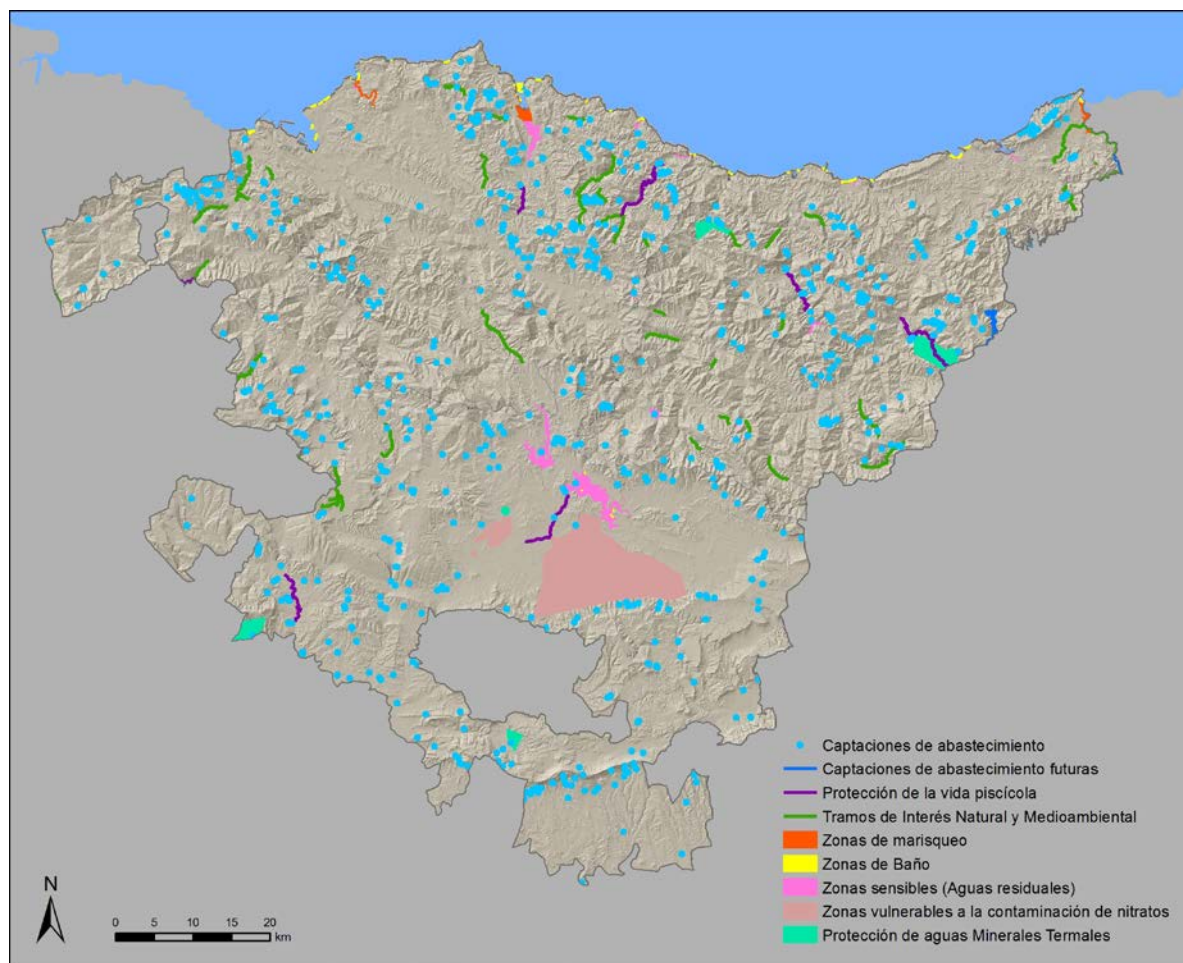 Captaciones de abastecimiento
Captaciones de abastecimiento futuras
Protección de la vida piscícola
Tramos de Interés Natural y Medioambiental
Zonas de marisqueo
Zonas de Baño
Zonas sensibles (Aguas residuales)
Zonas vulnerables a la contaminación de nitratos
Protección de aguas Minerales Termales
N
0 5 10 15 20
km